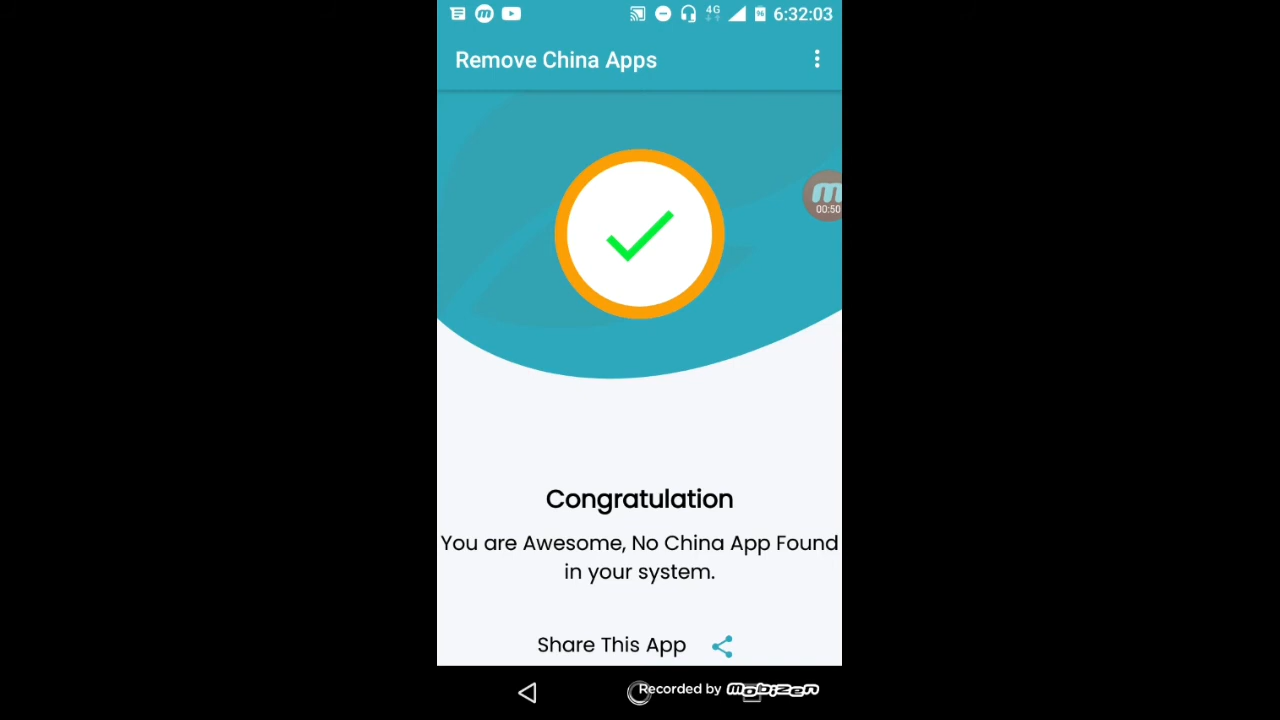 4G
96
6:32:03
Remove China Apps
m
00:50
Congratulation
You are Awesome, No China App Found
in your system.
Share This App
Recorded by mobizen